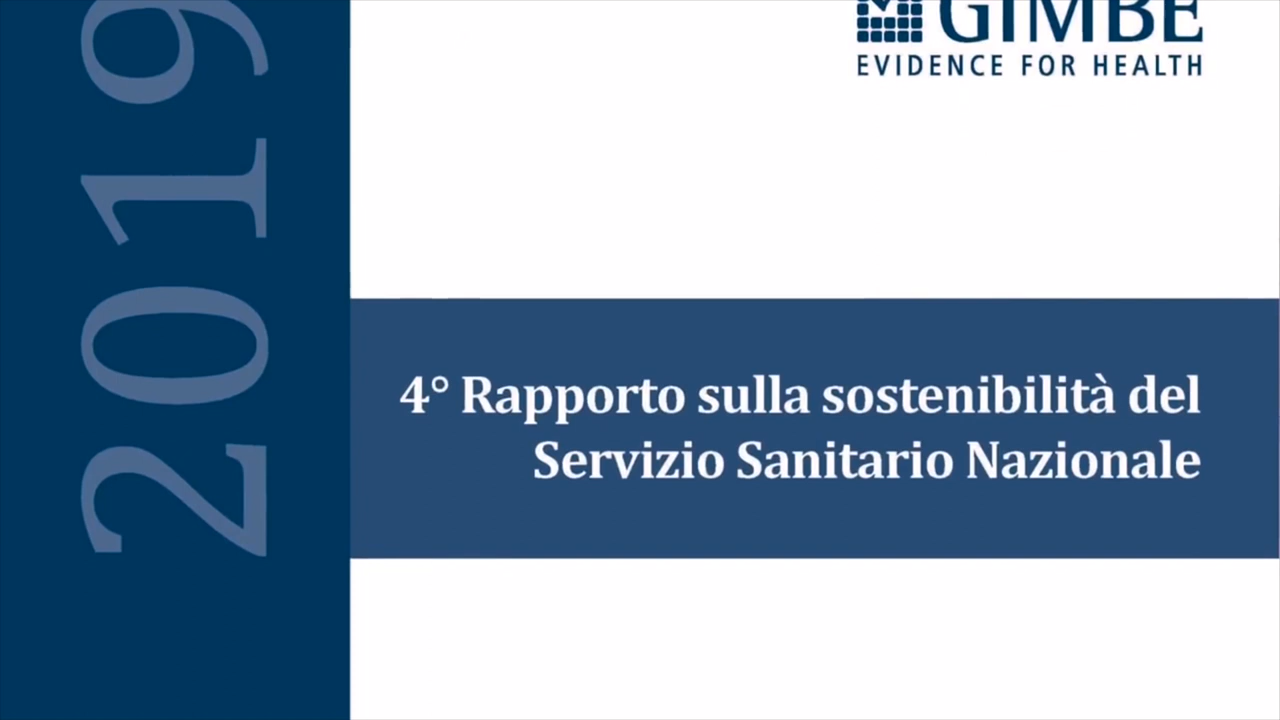 2019
GIMBE
EVIDENCE FOR HEALTH
4° Rapporto sulla sostenibilità del
Servizio Sanitario Nazionale